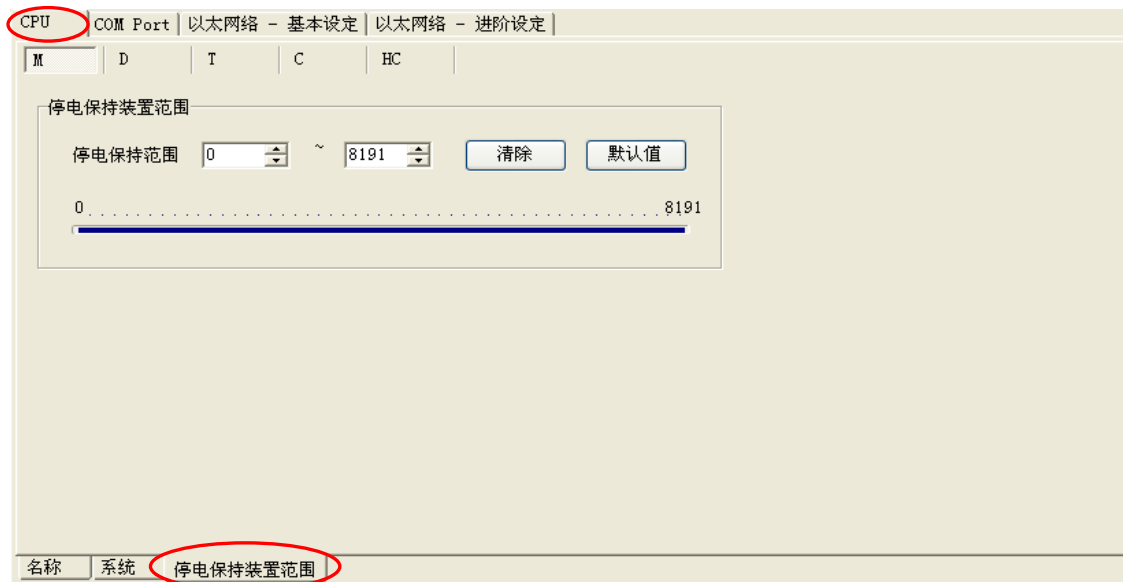 CPU COM Port 以太网络 - 基本设定 以太网络 - 进阶设定
M D T C HC
停电保持装置范围
停电保持范围 0 ~ 8191 清除 默认值
0 8191
名称 系统 停电保持装置范围